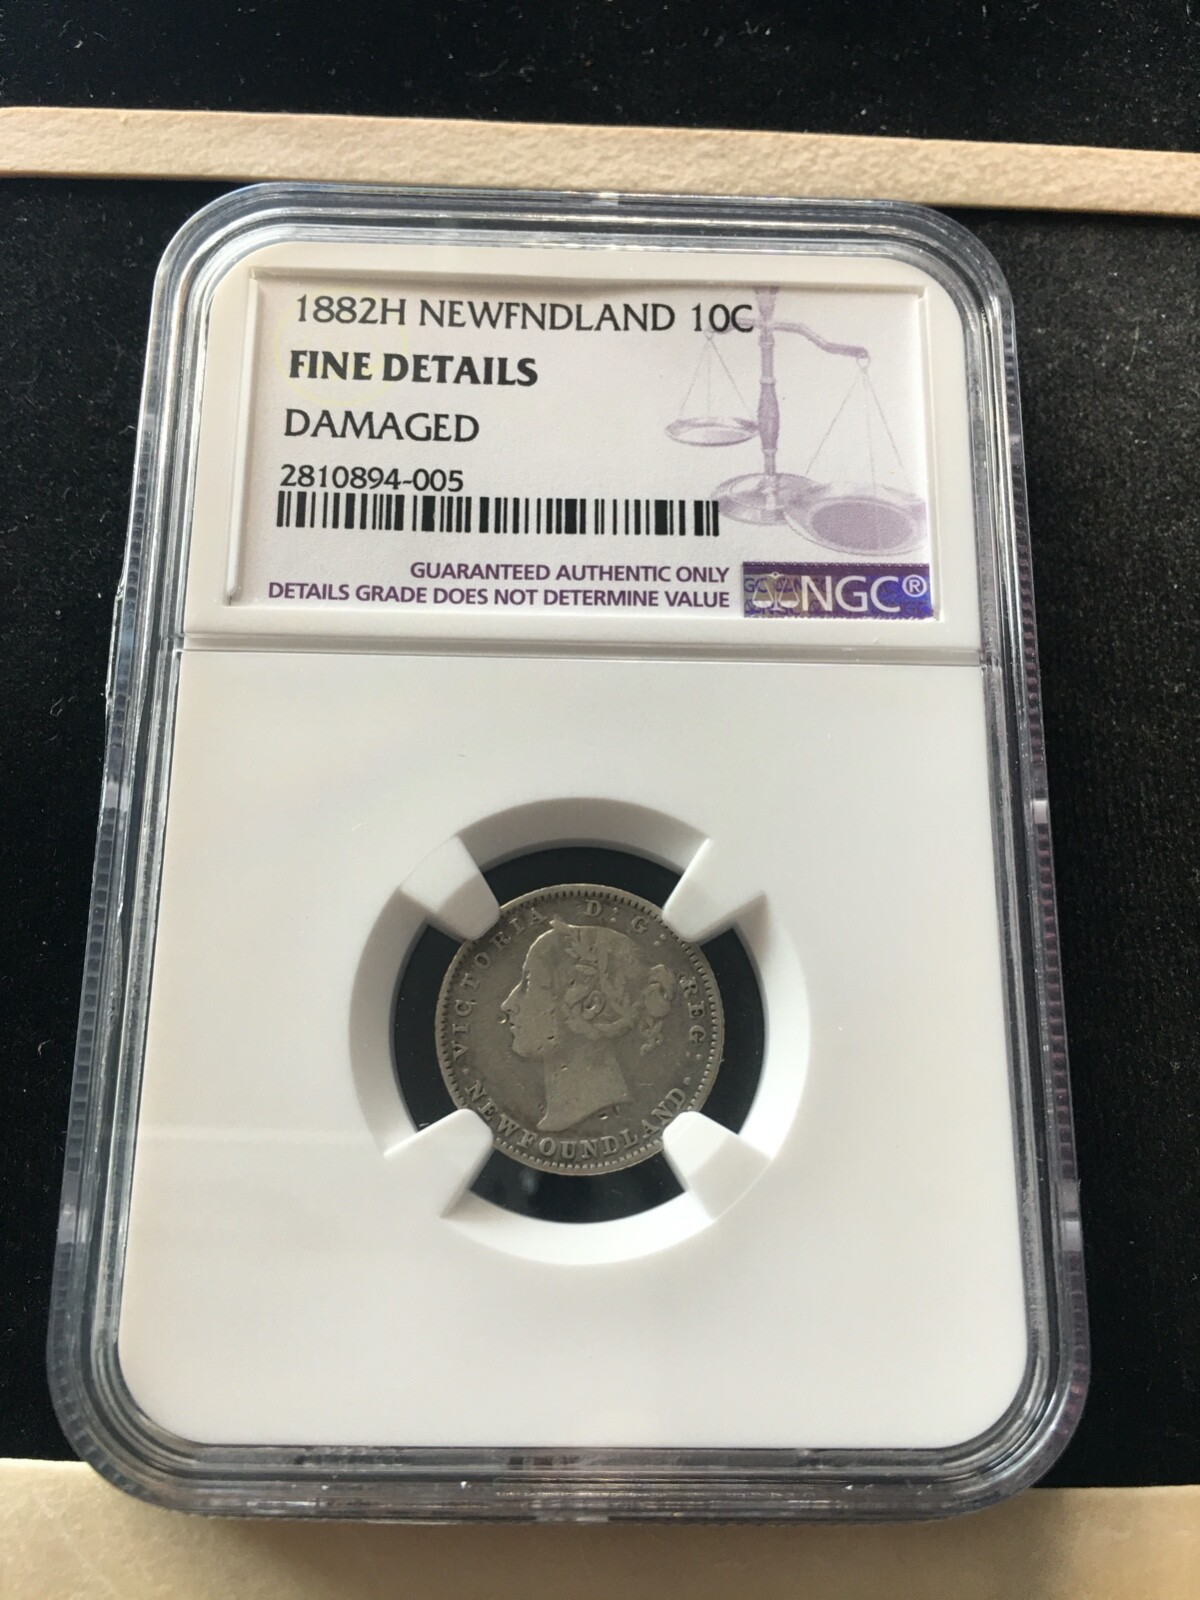 1882H NEWFNDLAND 10C
FINE DETAILS
DAMAGED
2810894-005
GUARANTEED AUTHENTIC ONLY
DETAILS GRADE DOES NOT DETERMINE VALUE
NGC®
VICTORIA D: G: REG.
NEWFOUNDLAND